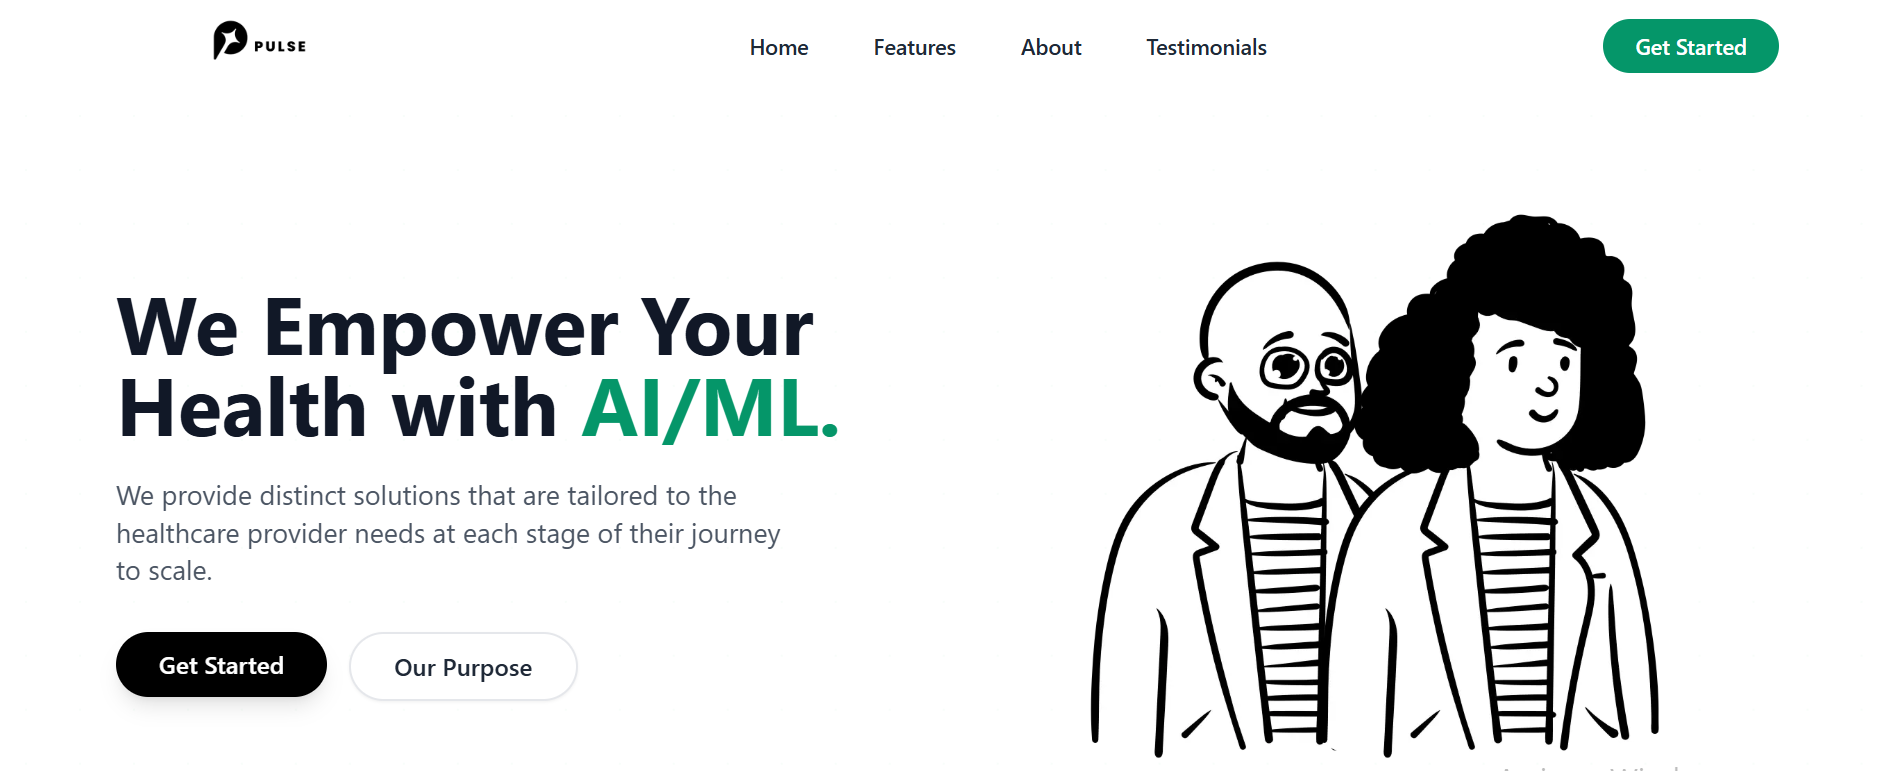 PULSE
Home
Features
About
Testimonials
Get Started
We Empower Your
Health with AI/ML.
We provide distinct solutions that are tailored to the
healthcare provider needs at each stage of their journey
to scale.
Get Started
Our Purpose